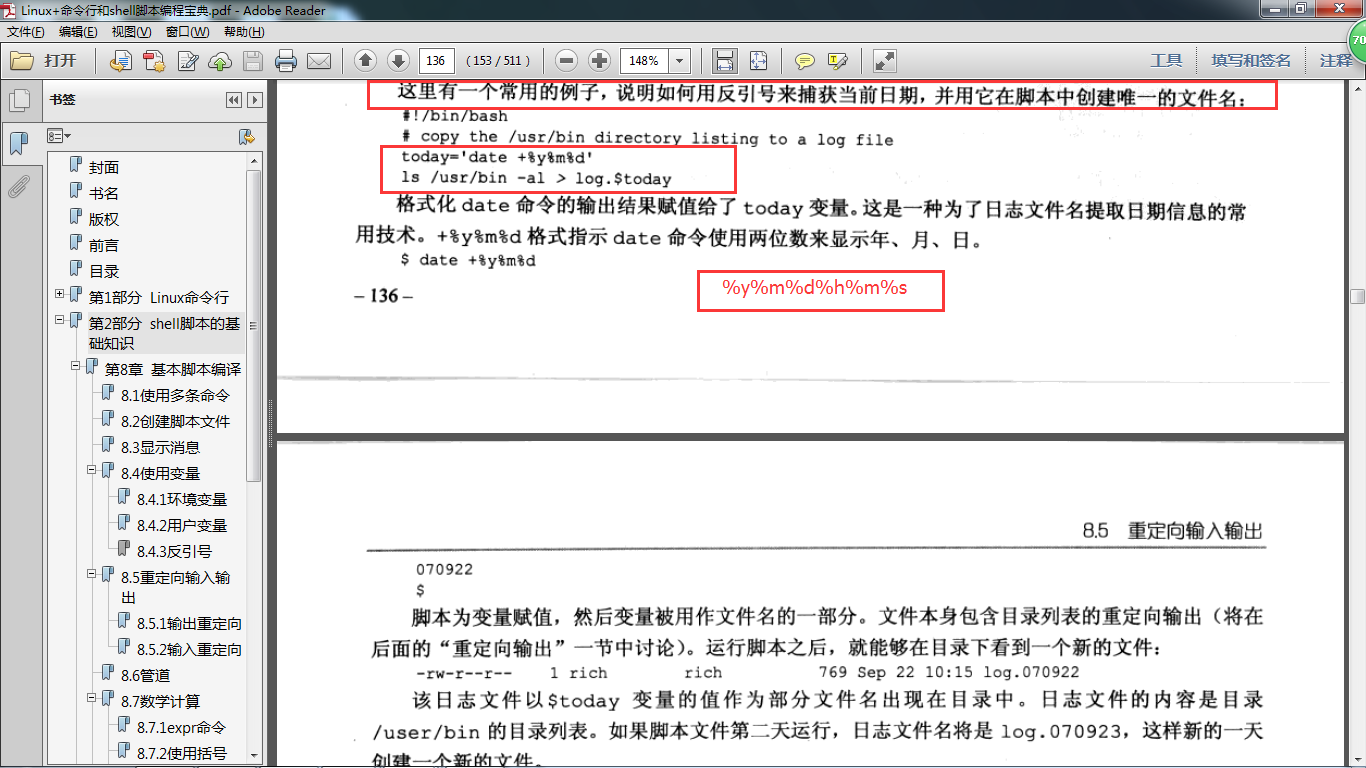 Linux+命令行和shell脚本编程宝典.pdf - Adobe Reader
文件(F) 编辑(E) 视图(V) 窗口(W) 帮助(H)
打开 136 (153 / 511) 148% 工具 填写和签名 注释
70
书签
封面
书名
版权
前言
目录
第1部分 Linux命令行
第2部分 shell脚本的基
础知识
第8章 基本脚本编译
8.1使用多条命令
8.2创建脚本文件
8.3显示消息
8.4使用变量
8.4.1环境变量
8.4.2用户变量
8.4.3反引号
8.5重定向输入输
出
8.5.1输出重定向
8.5.2输入重定向
8.6管道
8.7数学计算
8.7.1expr命令
8.7.2使用括号
这里有一个常用的例子，说明如何用反引号来捕获当前日期，并用它在脚本中创建唯一的文件名：
#!/bin/bash
# copy the /usr/bin directory listing to a log file
today='date +%y%m%d'
ls /usr/bin -al > log.$today
格式化 date 命令的输出结果赋值给了 today 变量。这是一种为了日志文件名提取日期信息的常
用技术。+%y%m%d 格式指示 date 命令使用两位数来显示年、月、日。
$ date +%y%m%d
– 136 –
%y%m%d%h%m%s
8.5 重定向输入输出
070922
$
脚本为变量赋值，然后变量被用作文件名的一部分。文件本身包含目录列表的重定向输出（将在
后面的“重定向输出”一节中讨论）。运行脚本之后，就能够在目录下看到一个新的文件：
-rw-r--r-- 1 rich rich 769 Sep 22 10:15 log.070922
该日志文件以$today 变量的值作为部分文件名出现在目录中。日志文件的内容是目录
/user/bin 的目录列表。如果脚本文件第二天运行，日志文件名将是 log.070923，这样新的一天
创建一个新的文件。